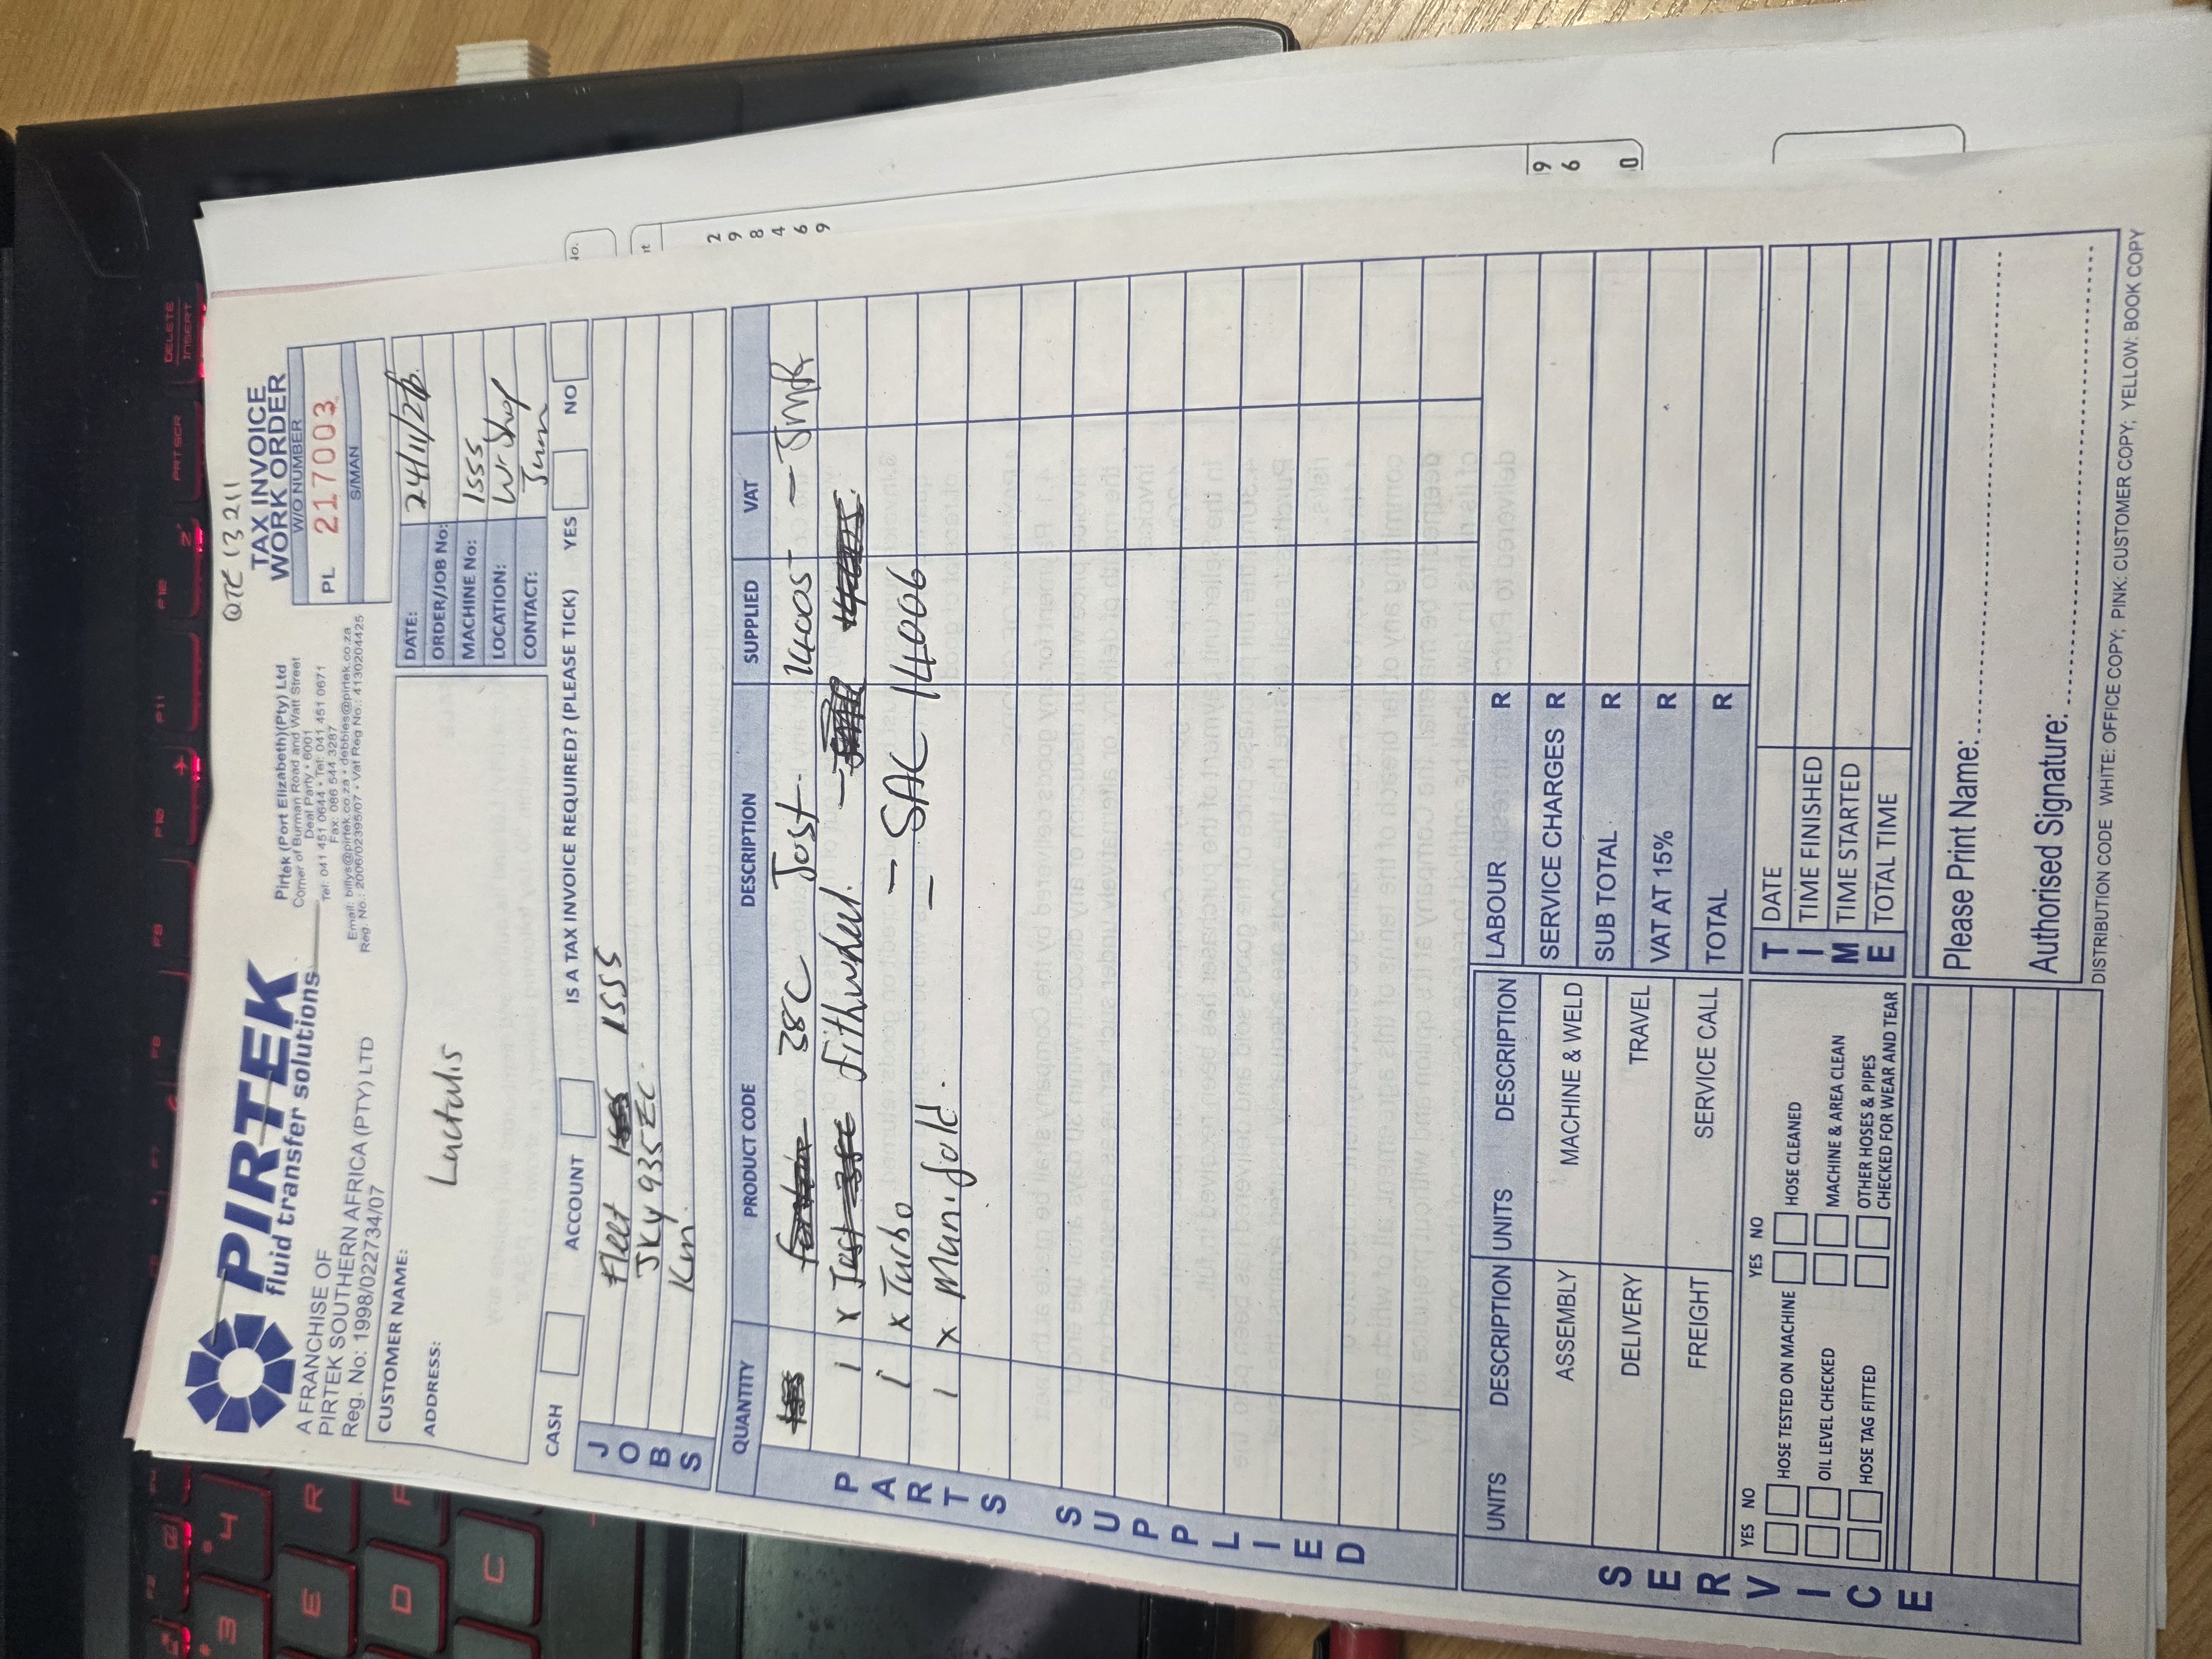 QTE 13211
PIRTEK
fluid transfer solutions
A FRANCHISE OF
PIRTEK SOUTHERN AFRICA (PTY) LTD
Reg. No: 1998/022734/07
Pirtek (Port Elizabeth)(Pty) Ltd
Corner of Burman Road and Watt Street
Deal Party • 6001
Tel: 041 451 0644 • Tel: 041 451 0671
Fax: 086 544 3287
Email: billys@pirtek.co.za • debbies@pirtek.co.za
Reg. No.: 2006/02395/07 • Vat Reg No.: 4130204425
TAX INVOICE
WORK ORDER
W/O NUMBER
PL 217003
S/MAN
CUSTOMER NAME:
ADDRESS:
Lactalis
DATE: 24/11/2
ORDER/JOB No:
MACHINE No: 1555
LOCATION: W-Shop
CONTACT:
CASH ACCOUNT IS A TAX INVOICE REQUIRED? (PLEASE TICK) YES NO
JOBS
Fleet 1555
JKY 935 EC
Km.
QUANTITY PRODUCT CODE DESCRIPTION SUPPLIED VAT
PARTS SUPPLIED
38C Jost 14005 - JMR
1 x fifthwheel. -
1 x Turbo = SAC 14006
1 x Manifold. =
SERVICE
UNITS DESCRIPTION UNITS DESCRIPTION
ASSEMBLY MACHINE & WELD
DELIVERY TRAVEL
FREIGHT SERVICE CALL
LABOUR R
SERVICE CHARGES R
SUB TOTAL R
VAT AT 15% R
TOTAL R
YES NO YES NO
HOSE TESTED ON MACHINE HOSE CLEANED
OIL LEVEL CHECKED MACHINE & AREA CLEAN
HOSE TAG FITTED OTHER HOSES & PIPES
CHECKED FOR WEAR AND TEAR
TIME
DATE
TIME FINISHED
TIME STARTED
TOTAL TIME
Please Print Name:
Authorised Signature:
DISTRIBUTION CODE WHITE: OFFICE COPY; PINK: CUSTOMER COPY; YELLOW: BOOK COPY